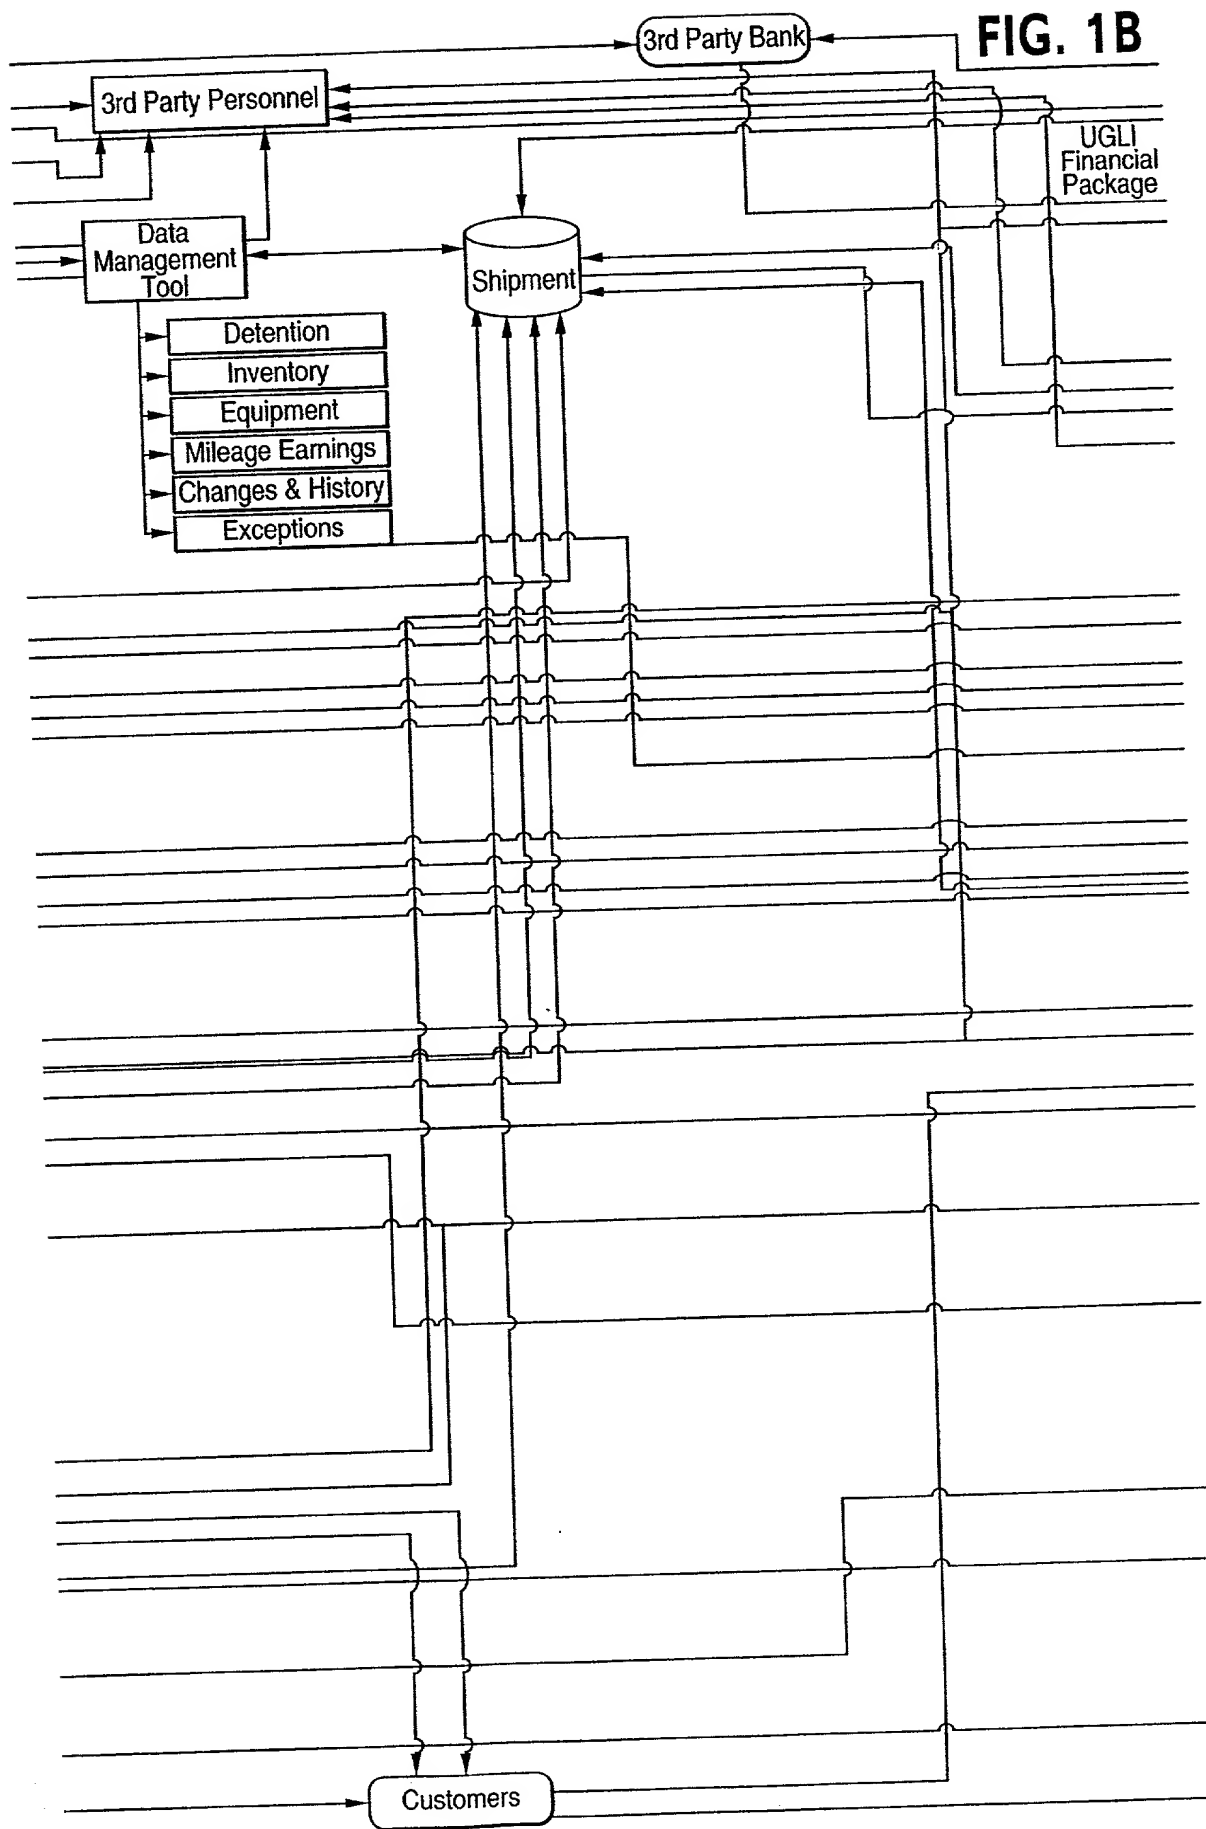 FIG. 1B
3rd Party Bank
3rd Party Personnel
UGLI
Financial
Package
Data
Management
Tool
Shipment
Detention
Inventory
Equipment
Mileage Earnings
Changes & History
Exceptions
Customers